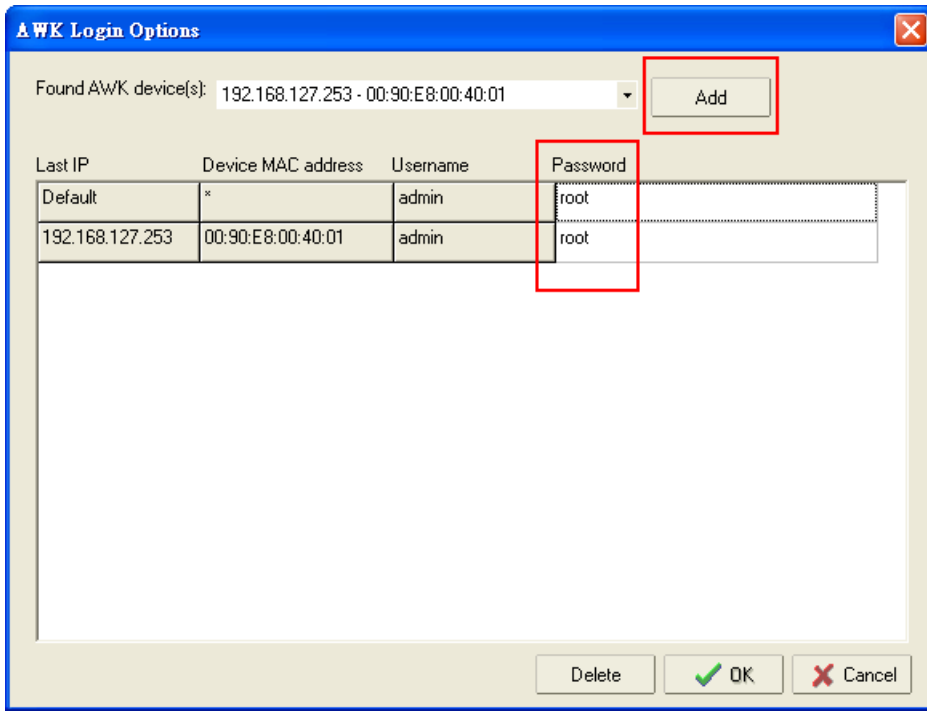 AWK Login Options
Found AWK device(s): 192.168.127.253 - 00:90:E8:00:40:01 Add
Last IP Device MAC address Username Password
Default * admin root
192.168.127.253 00:90:E8:00:40:01 admin root
Delete OK Cancel